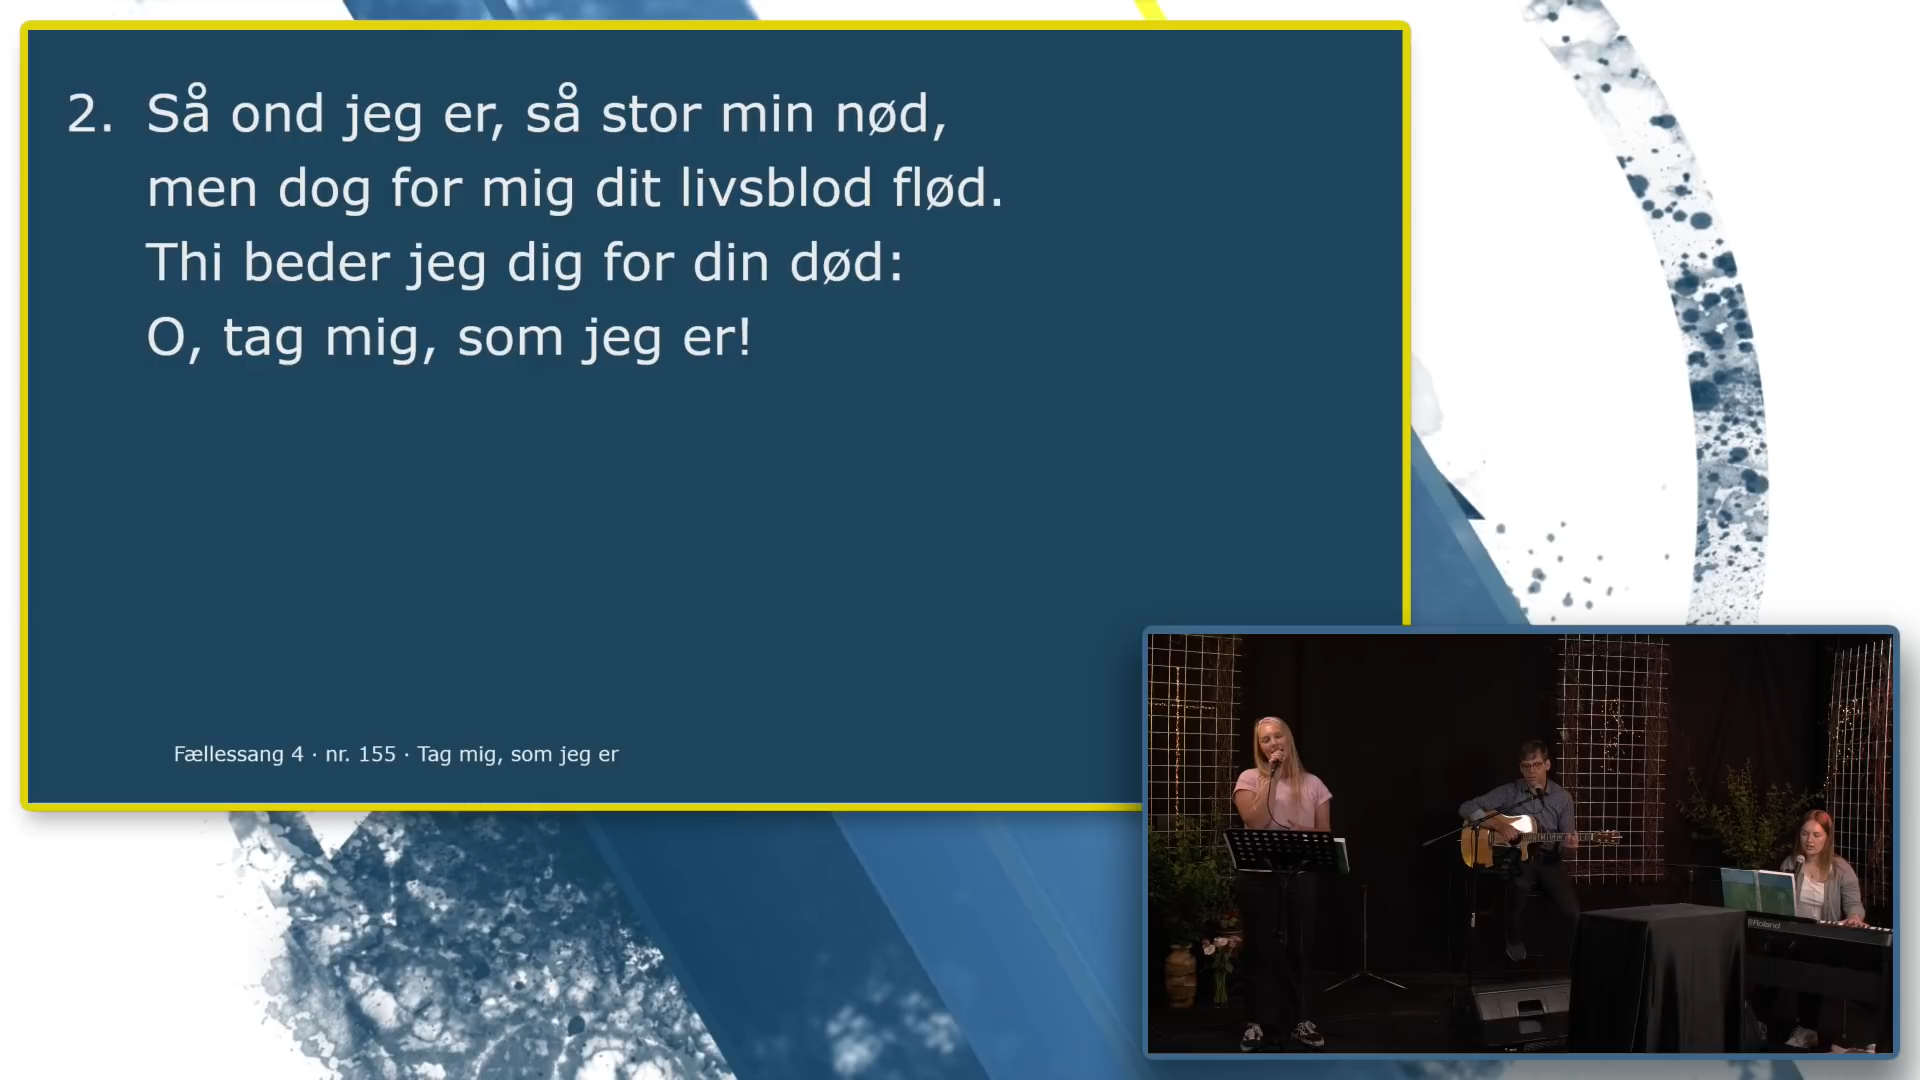 2. Så ond jeg er, så stor min nød,
men dog for mig dit livsblod flød.
Thi beder jeg dig for din død:
O, tag mig, som jeg er!
Fællessang 4 · nr. 155 · Tag mig, som jeg er
Roland